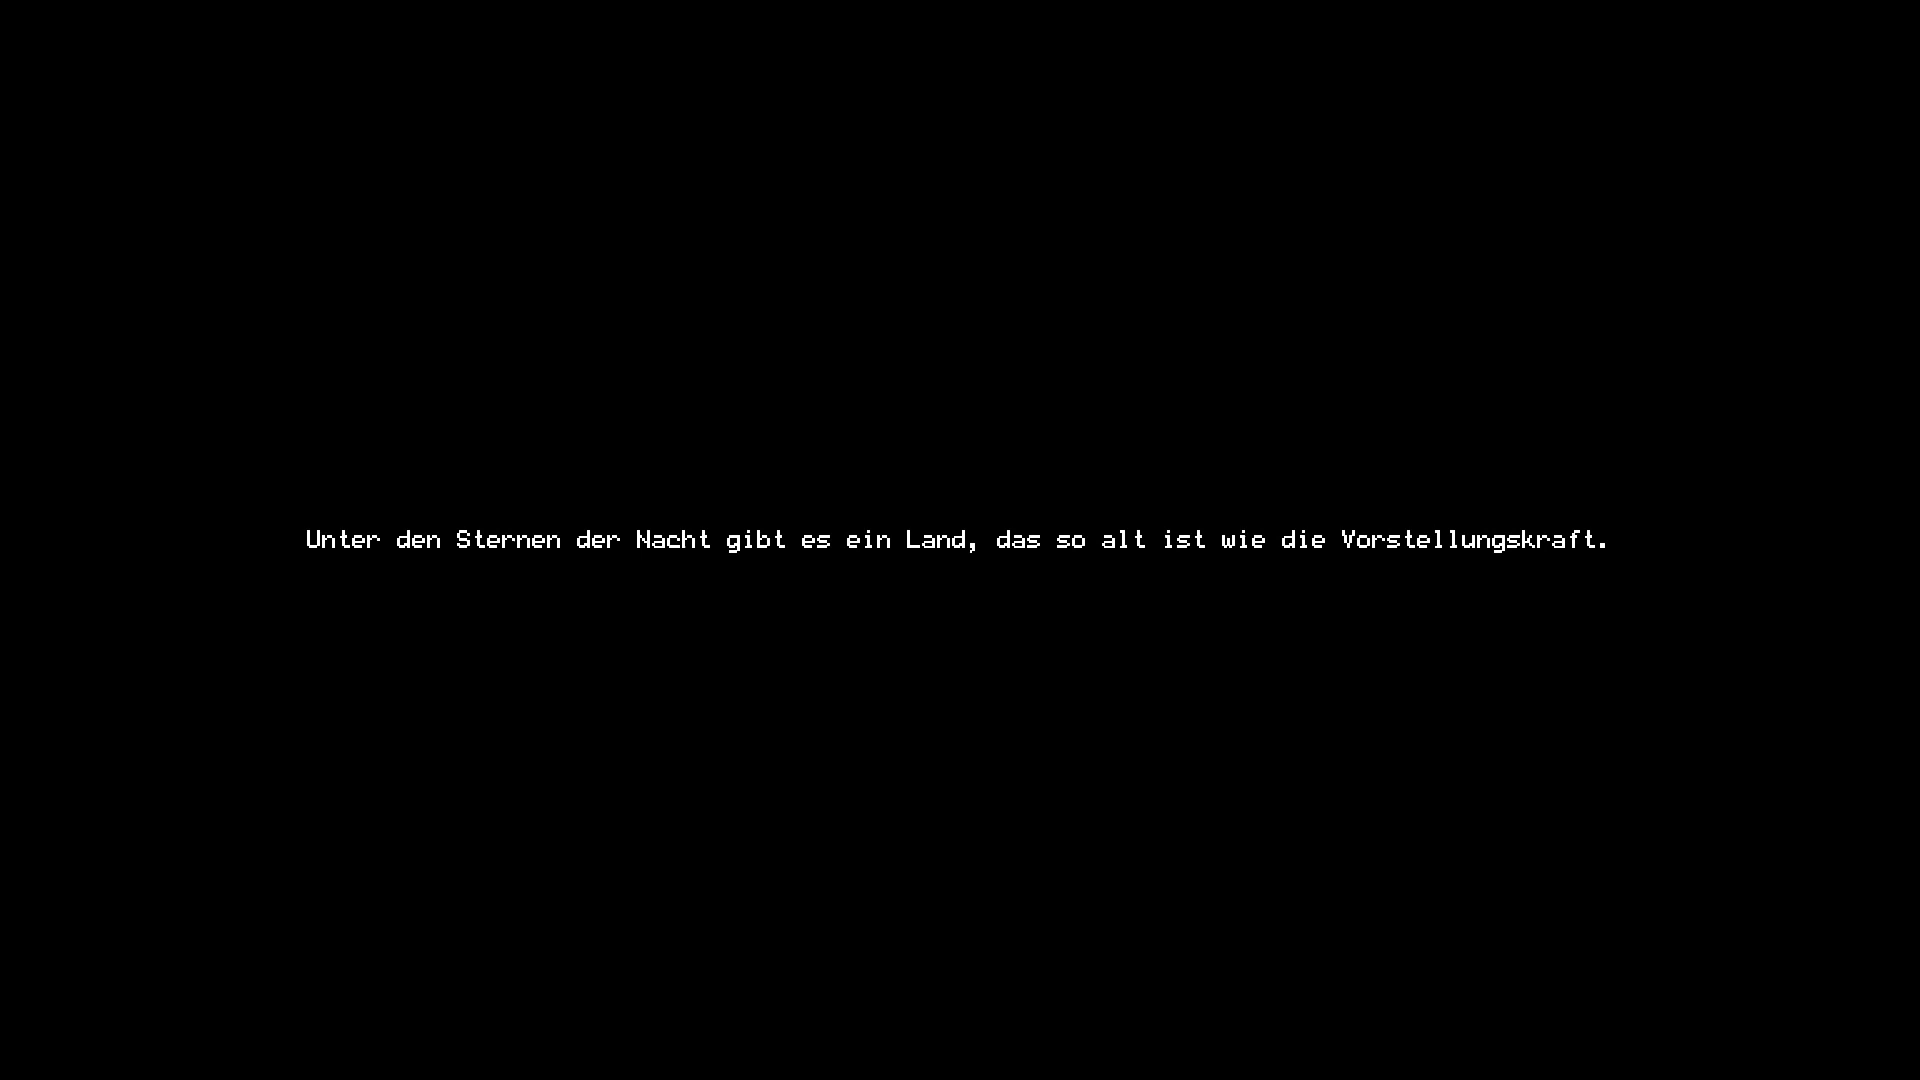 Unter den Sternen der Nacht gibt es ein Land, das so alt ist wie die Vorstellungskraft.